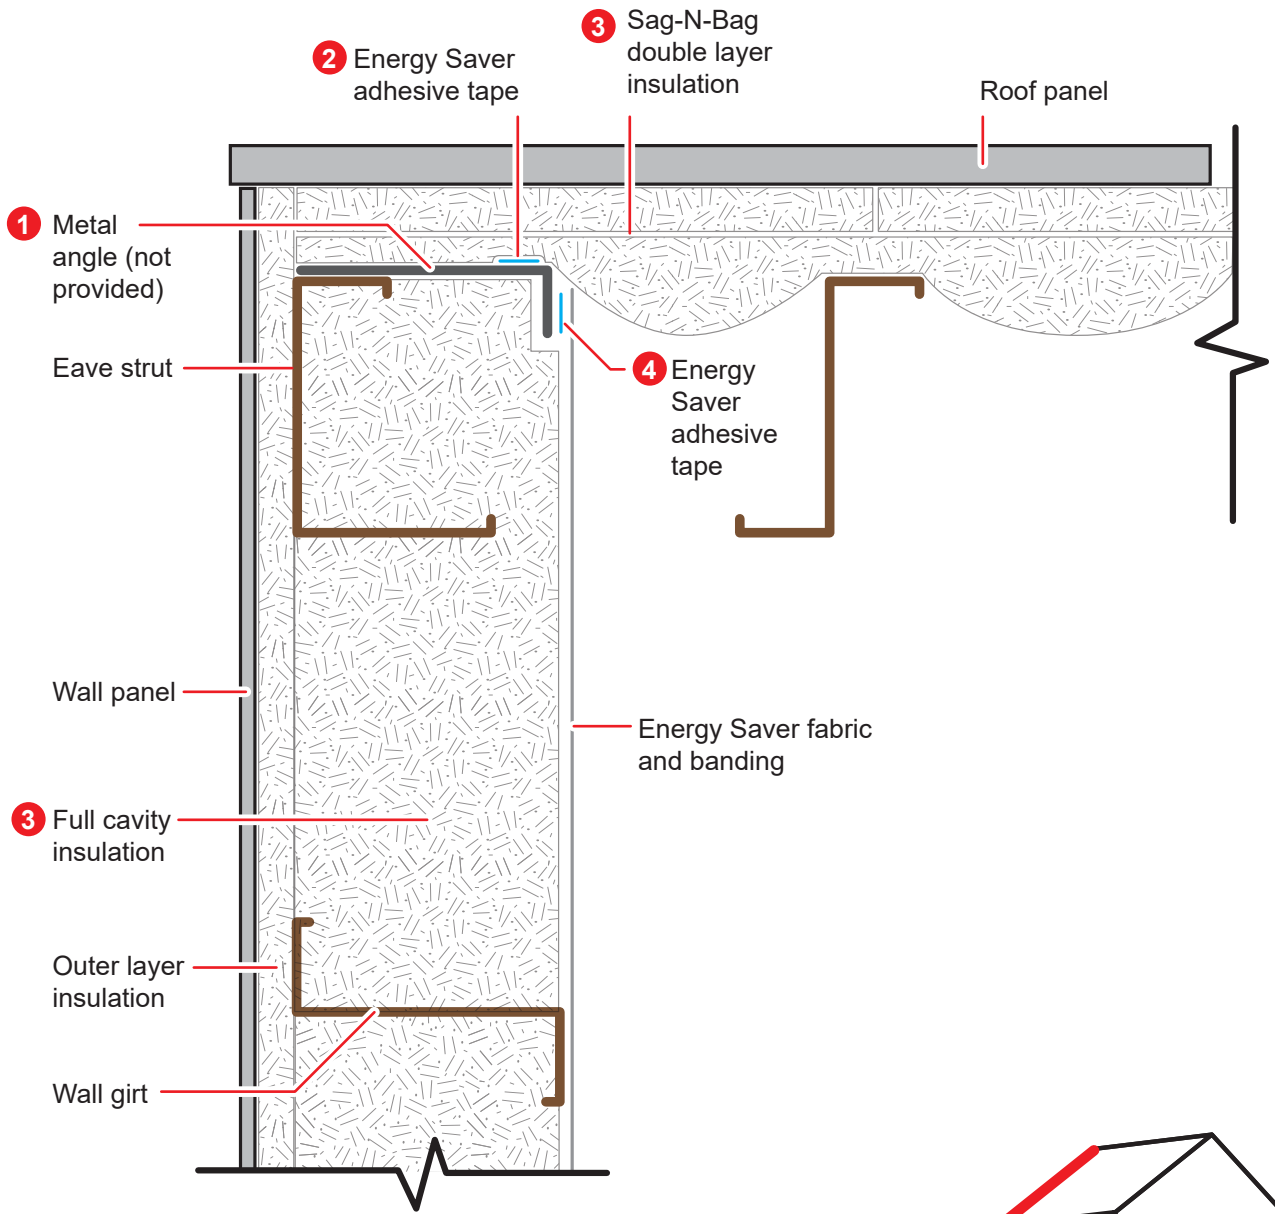 3 Sag-N-Bag
double layer
insulation
2 Energy Saver
adhesive tape
Roof panel
1 Metal
angle (not
provided)
Eave strut
4 Energy
Saver
adhesive
tape
Wall panel
Energy Saver fabric
and banding
3 Full cavity
insulation
Outer layer
insulation
Wall girt